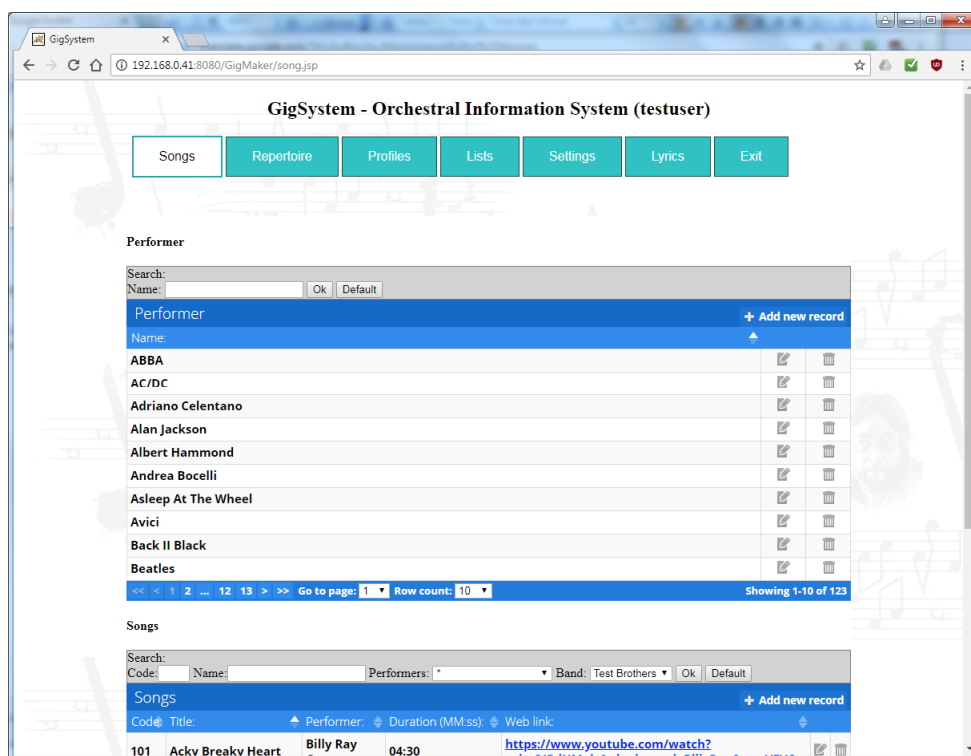 GigSystem
192.168.0.41:8080/GigMaker/song.jsp
GigSystem - Orchestral Information System (testuser)
Songs Repertoire Profiles Lists Settings Lyrics Exit
Performer
Search:
Name: Ok Default
Performer + Add new record
Name:
ABBA
AC/DC
Adriano Celentano
Alan Jackson
Albert Hammond
Andrea Bocelli
Asleep At The Wheel
Avici
Back II Black
Beatles
<< < 1 2 ... 12 13 > >> Go to page: 1 Row count: 10 Showing 1-10 of 123
Songs
Search:
Code: Name: Performers: * Band: Test Brothers Ok Default
Songs + Add new record
Code Title: Performer: Duration (MM:ss): Web link:
101 Acky Breaky Heart Billy Ray 04:30 https://www.youtube.com/watch?